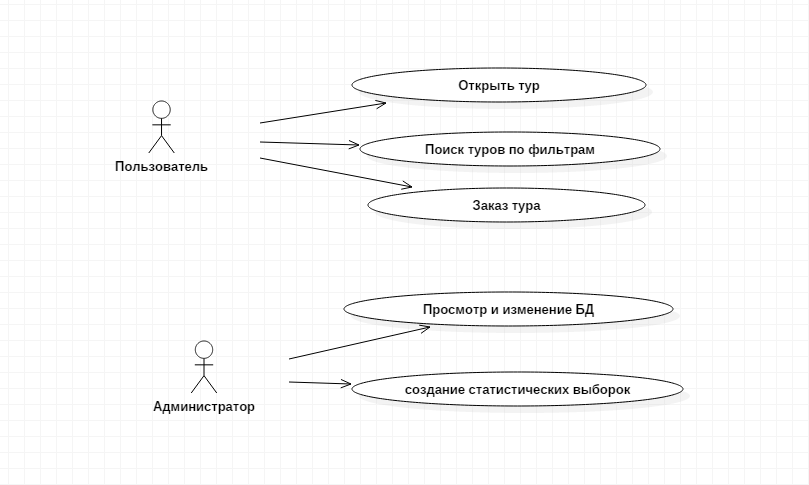 Открыть тур
Поиск туров по фильтрам
Пользователь
Заказ тура
Просмотр и изменение БД
создание статистических выборок
Администратор